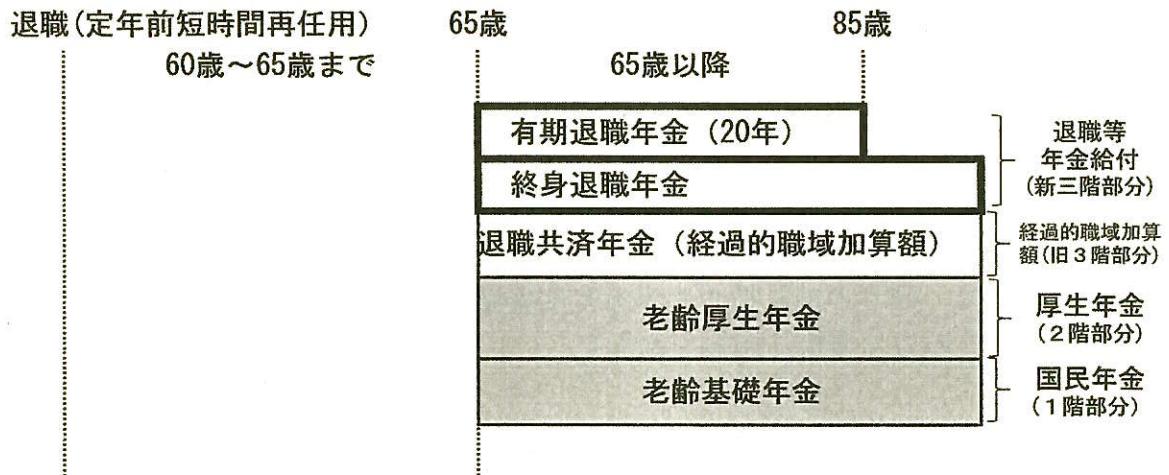 退職(定年前短時間再任用)
65歳
85歳
60歳～65歳まで
65歳以降
有期退職年金（20年）
終身退職年金
退職共済年金（経過的職域加算額）
老齢厚生年金
老齢基礎年金
退職等
年金給付
(新三階部分)
経過的職域加算
額(旧３階部分)
厚生年金
(２階部分)
国民年金
(１階部分)